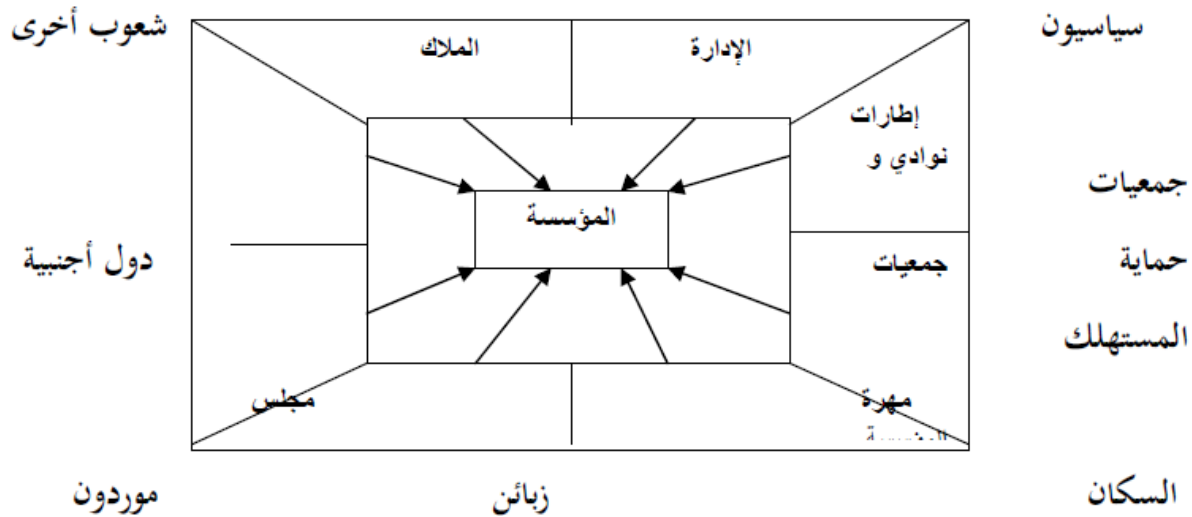 سياسيون
شعوب أخرى
الإدارة
الملاك
إطارات
نوادي و
جمعيات
المؤسسة
جمعيات
حماية
دول أجنبية
المستهلك
مهرة
مجلس
السكان
زبائن
موردون